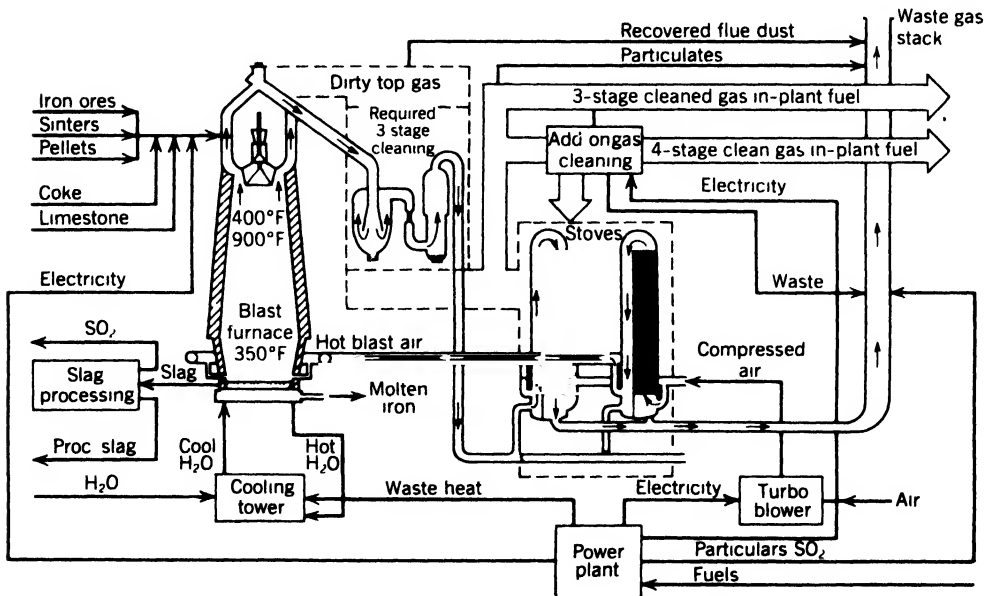 Waste gas
stack
Recovered flue dust
Particulates
Dirty top gas
3-stage cleaned gas in-plant fuel
Required
3 stage
cleaning
Iron ores
Sinters
Pellets
Add ongas
cleaning
4-stage clean gas in-plant fuel
Electricity
Coke
Limestone
400°F
900°F
Stoves
Electricity
Waste
Blast
furnace
350°F
SO₂
Hot blast air
Compressed
air
Slag
processing
Slag
Molten
iron
Proc slag
Cool
H₂O
Hot
H₂O
H₂O
Cooling
tower
Waste heat
Electricity
Turbo
blower
Air
Power
plant
Particulars SO₂
Fuels